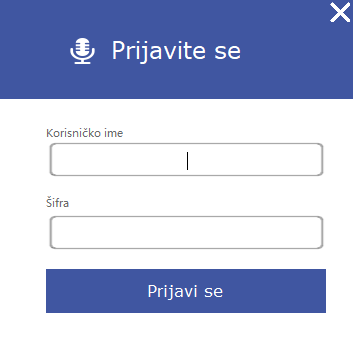 Prijavite se
Korisničko ime
Šifra
Prijavi se